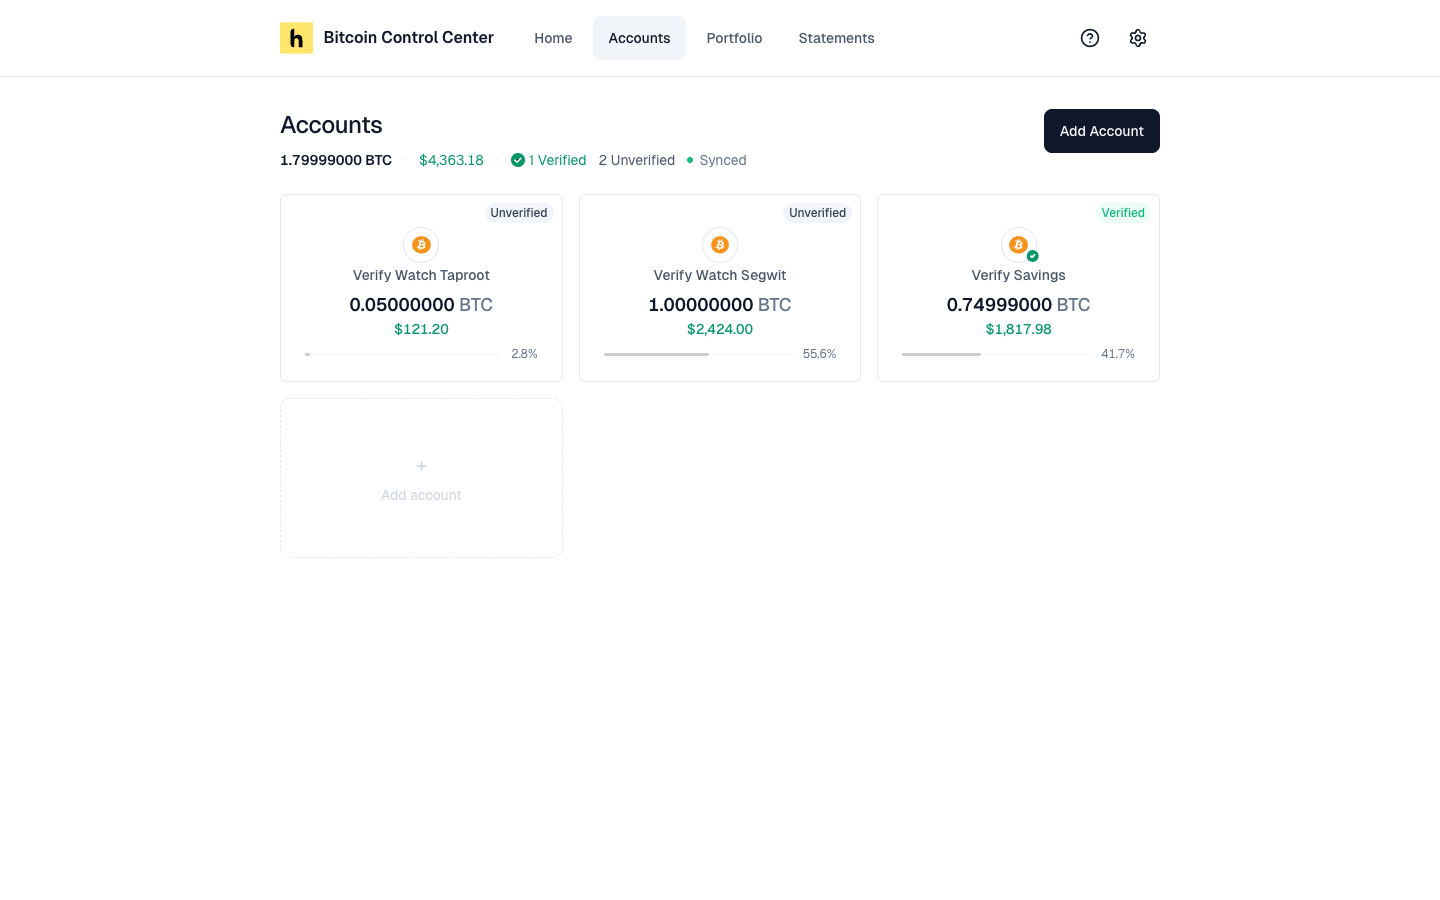 h Bitcoin Control Center Home Accounts Portfolio Statements
Accounts
Add Account
1.79999000 BTC · $4,363.18 · 1 Verified 2 Unverified Synced
Unverified
Verify Watch Taproot
0.05000000 BTC
$121.20
2.8%
Unverified
Verify Watch Segwit
1.00000000 BTC
$2,424.00
55.6%
Verified
Verify Savings
0.74999000 BTC
$1,817.98
41.7%
+
Add account